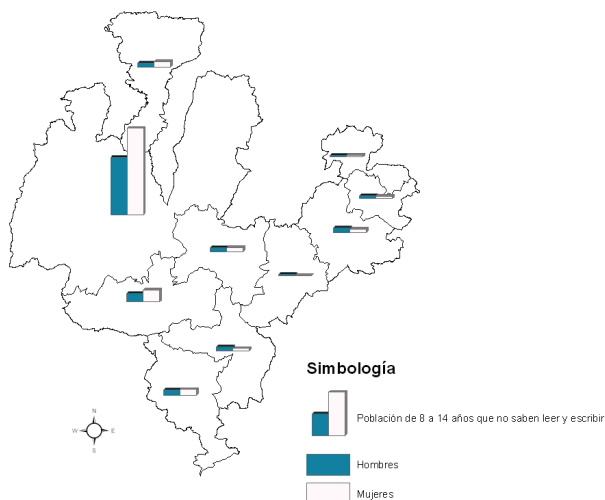 Simbología
Población de 8 a 14 años que no saben leer y escribir
N
W E
S
Hombres
Mujeres